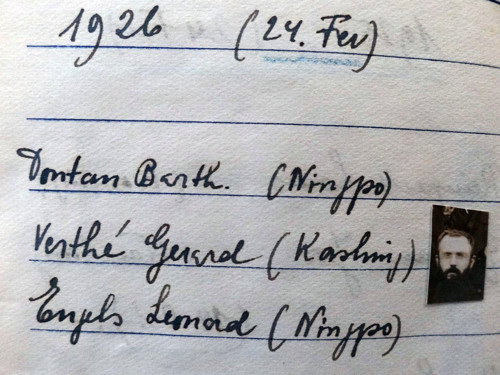 1926 (24. Fev)
Dontan Barth. (Ningpo)
Verthé Gerard (Kashing)
Engels Leonard (Ningpo)